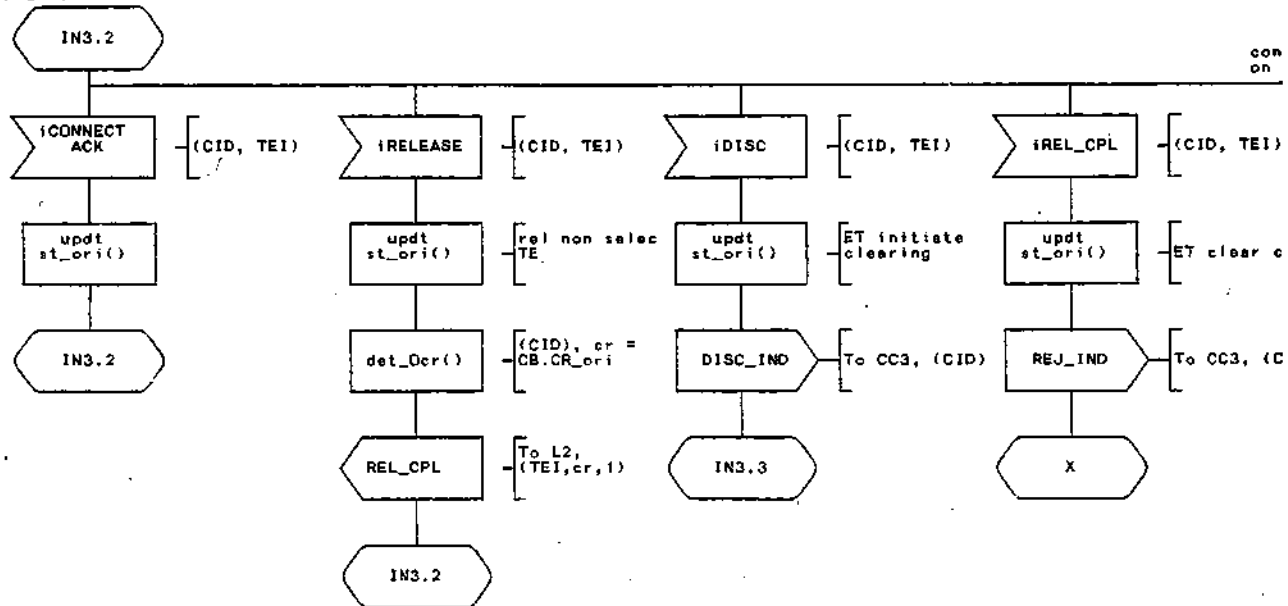 IN3.2
con
on
iCONNECT
ACK
(CID, TEI)
iRELEASE
(CID, TEI)
iDISC
(CID, TEI)
iREL_CPL
(CID, TEI)
updt
st_ori()
updt
st_ori()
rel non selec
TE
updt
st_ori()
ET initiate
clearing
updt
st_ori()
ET clear c
IN3.2
det_Ocr()
(CID), cr =
CB.CR_ori
DISC_IND
To CC3, (CID)
REJ_IND
To CC3, (C
REL_CPL
To L2,
(TEI,cr,1)
IN3.3
X
IN3.2